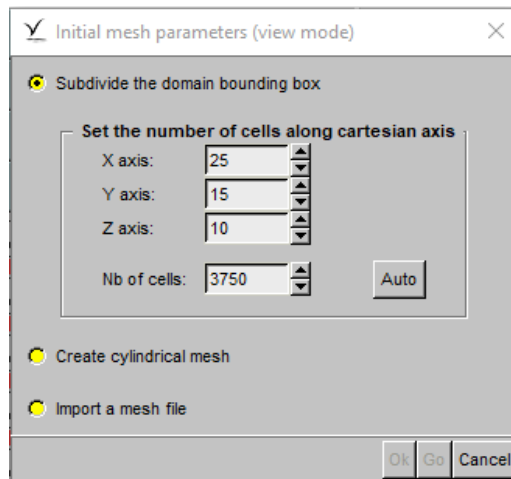 Initial mesh parameters (view mode)
Subdivide the domain bounding box
Set the number of cells along cartesian axis
X axis: 25
Y axis: 15
Z axis: 10
Nb of cells: 3750 Auto
Create cylindrical mesh
Import a mesh file
Ok Go Cancel